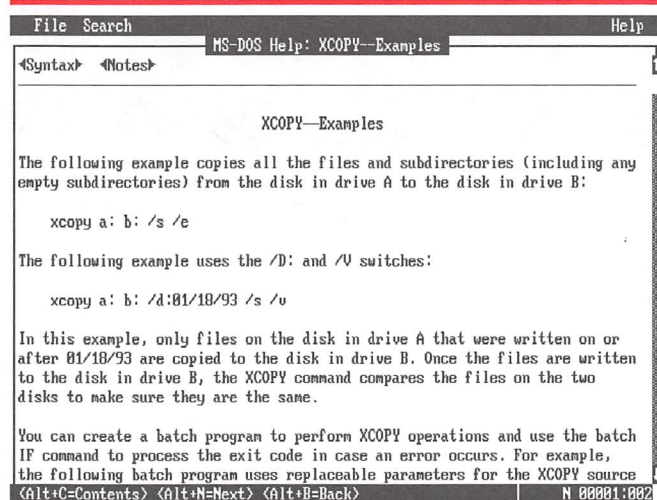 File Search Help
MS-DOS Help: XCOPY--Examples
◄Syntax► ◄Notes►
XCOPY—Examples
The following example copies all the files and subdirectories (including any
empty subdirectories) from the disk in drive A to the disk in drive B:
xcopy a: b: /s /e
The following example uses the /D: and /V switches:
xcopy a: b: /d:01/18/93 /s /v
In this example, only files on the disk in drive A that were written on or
after 01/18/93 are copied to the disk in drive B. Once the files are written
to the disk in drive B, the XCOPY command compares the files on the two
disks to make sure they are the same.
You can create a batch program to perform XCOPY operations and use the batch
IF command to process the exit code in case an error occurs. For example,
the following batch program uses replaceable parameters for the XCOPY source
<Alt+C=Contents> <Alt+N=Next> <Alt+B=Back> N 00001:002